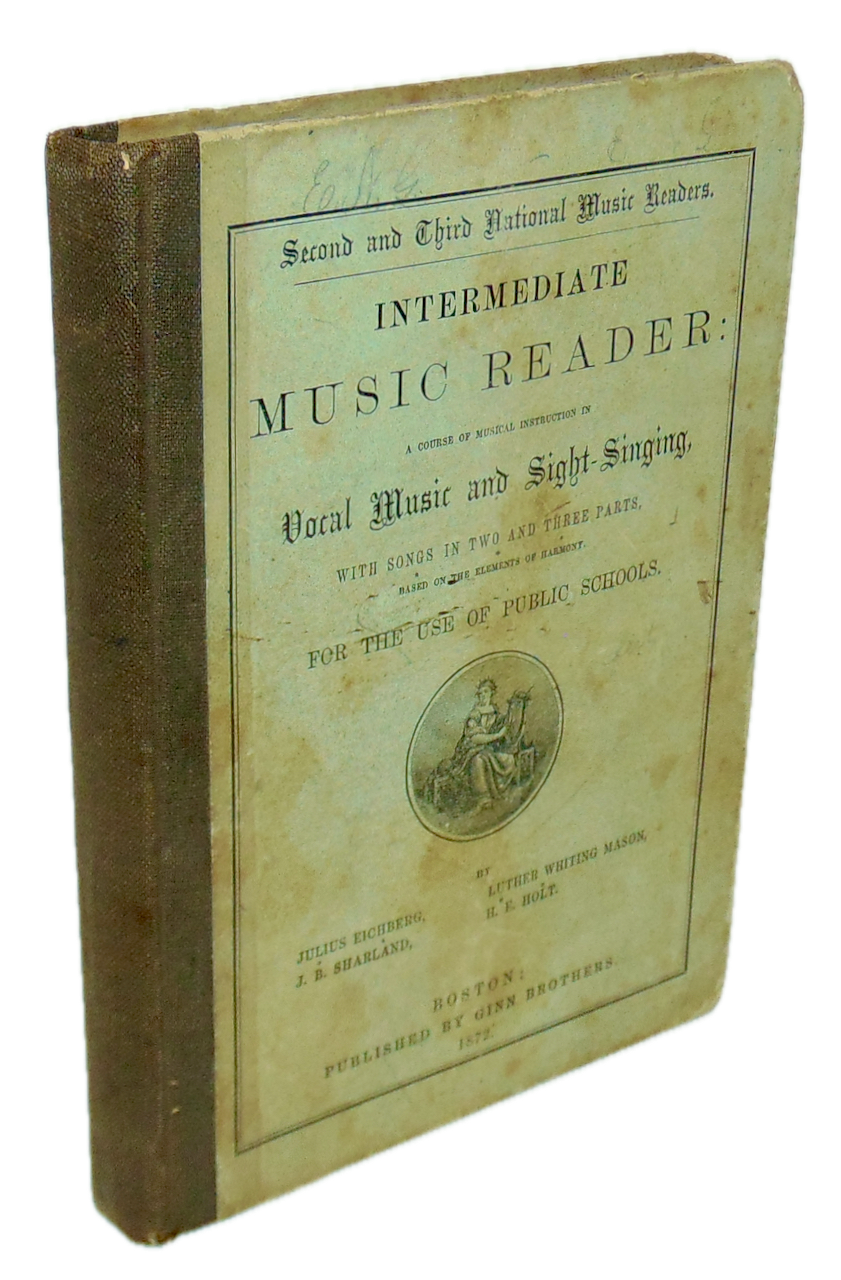 E. M. G.
Second and Third National Music Readers.
INTERMEDIATE
MUSIC READER:
A COURSE OF MUSICAL INSTRUCTION IN
Vocal Music and Sight-Singing,
WITH SONGS IN TWO AND THREE PARTS,
BASED ON THE ELEMENTS OF HARMONY.
FOR THE USE OF PUBLIC SCHOOLS.
BY
JULIUS EICHBERG, LUTHER WHITING MASON,
J. B. SHARLAND, H. E. HOLT.
BOSTON:
PUBLISHED BY GINN BROTHERS.
1872.